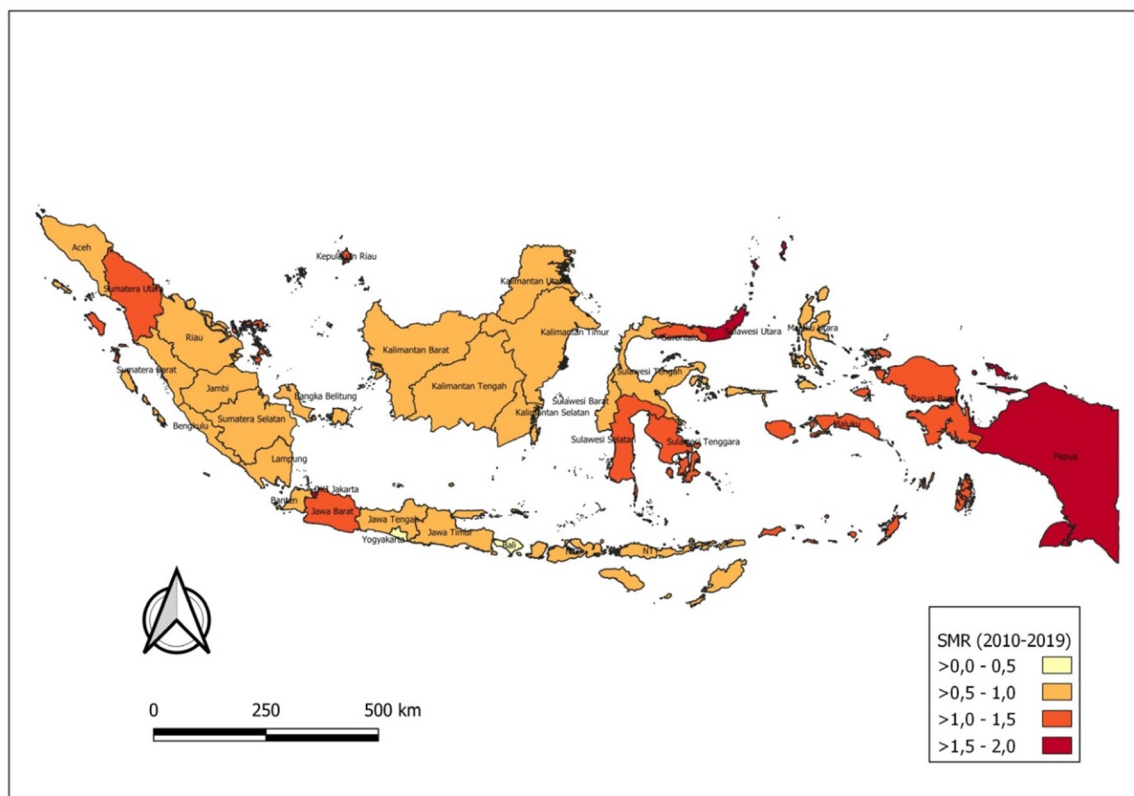 Aceh
Sumatera Utara
Kepulauan Riau
Riau
Sumatera Barat
Jambi
Bangka Belitung
Bengkulu
Sumatera Selatan
Lampung
Kalimantan Utara
Kalimantan Timur
Kalimantan Barat
Kalimantan Tengah
Kalimantan Selatan
Gorontalo
Sulawesi Utara
Maluku Utara
Sulawesi Tengah
Sulawesi Barat
Sulawesi Selatan
Sulawesi Tenggara
Maluku
Papua Barat
Papua
DKI Jakarta
Banten
Jawa Barat
Jawa Tengah
Yogyakarta
Jawa Timur
Bali
0 250 500 km
SMR (2010-2019)
>0,0 - 0,5
>0,5 - 1,0
>1,0 - 1,5
>1,5 - 2,0